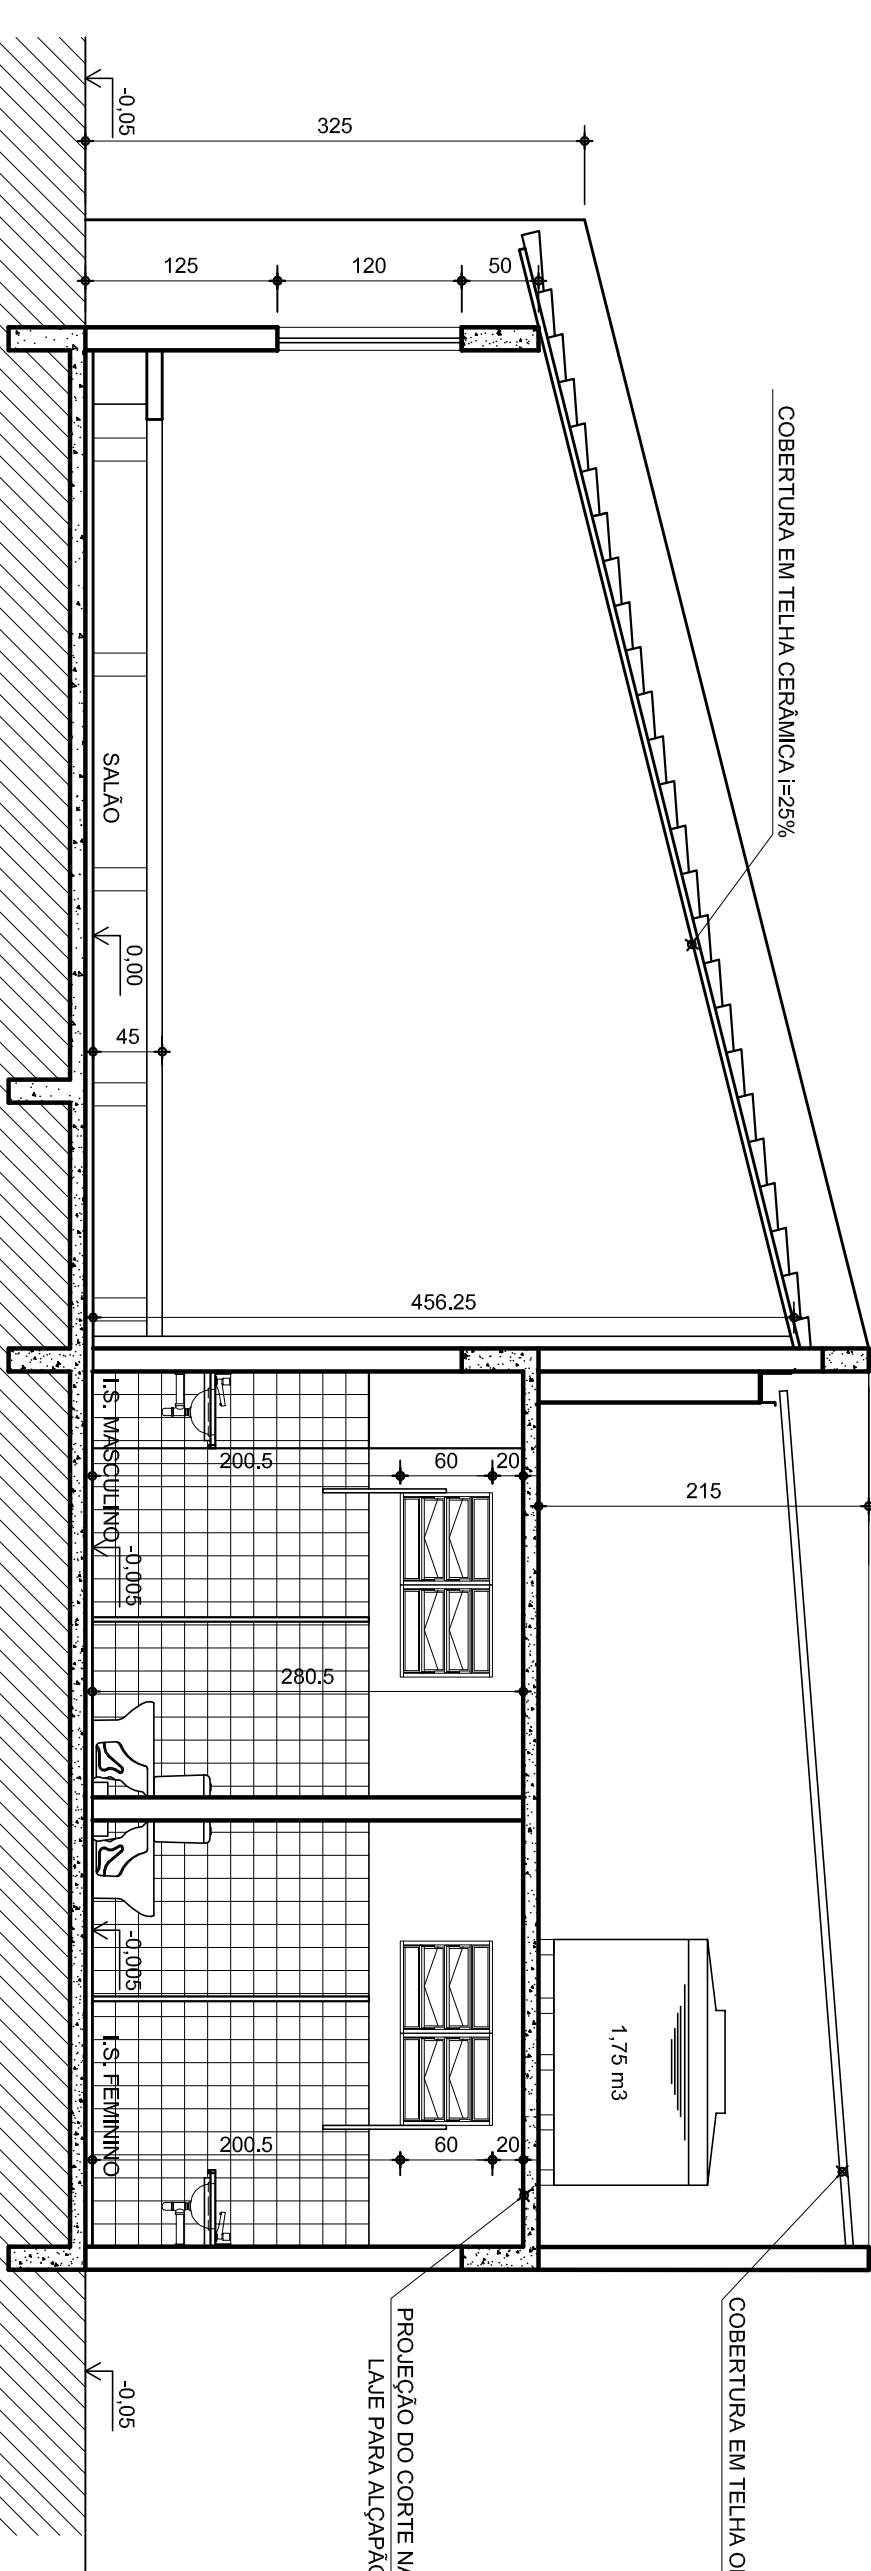 -0,05
325
125
120
50
COBERTURA EM TELHA CERÂMICA i=25%
SALÃO
0,00
45
456.25
I.S. MASCULINO
-0,005
200.5
60
20
280.5
215
1,75 m3
-0,005
I.S. FEMININO
200.5
60
20
COBERTURA EM TELHA
PROJEÇÃO DO CORTE NA
LAJE PARA ALÇAPÃO
-0,05